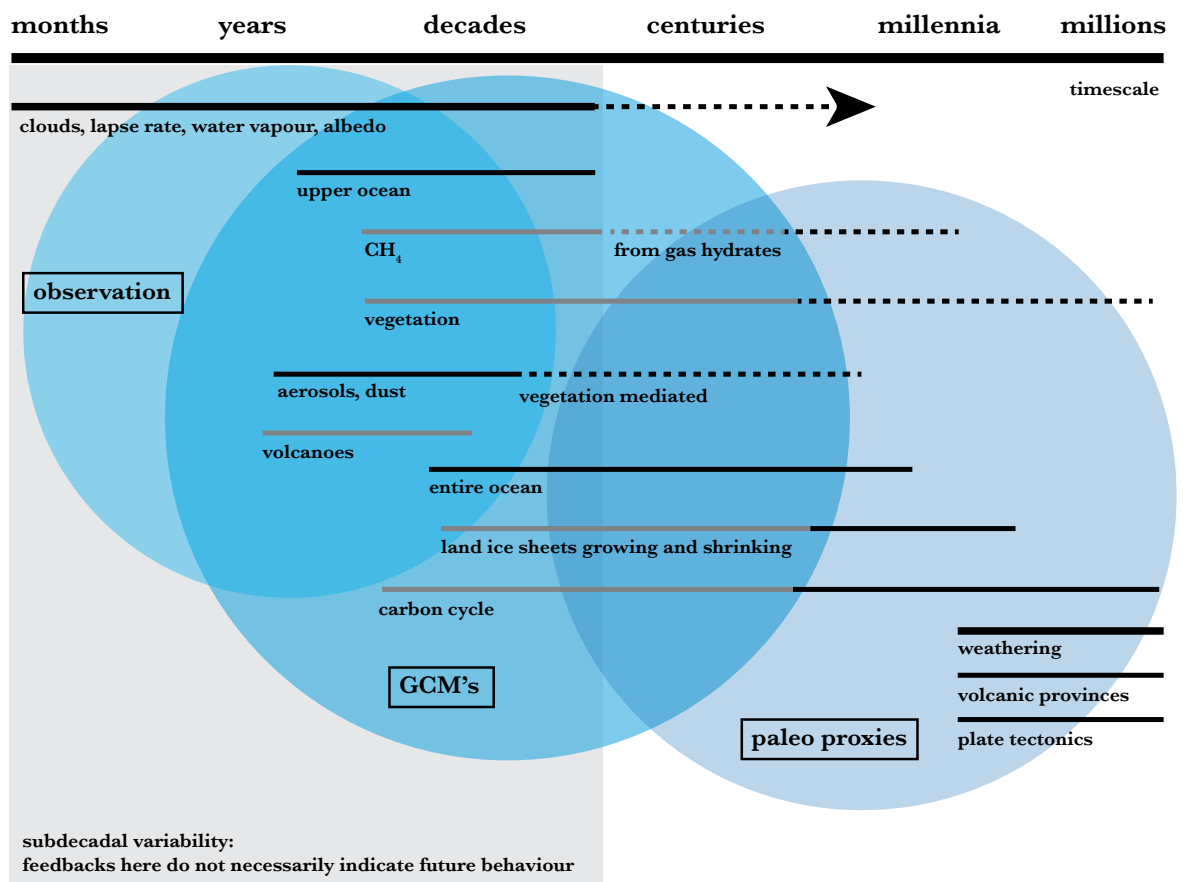 months years decades centuries millennia millions
timescale
clouds, lapse rate, water vapour, albedo
upper ocean
CH₄ from gas hydrates
observation
vegetation
aerosols, dust vegetation mediated
volcanoes
entire ocean
land ice sheets growing and shrinking
carbon cycle
weathering
GCM's
volcanic provinces
paleo proxies
plate tectonics
subdecadal variability:
feedbacks here do not necessarily indicate future behaviour